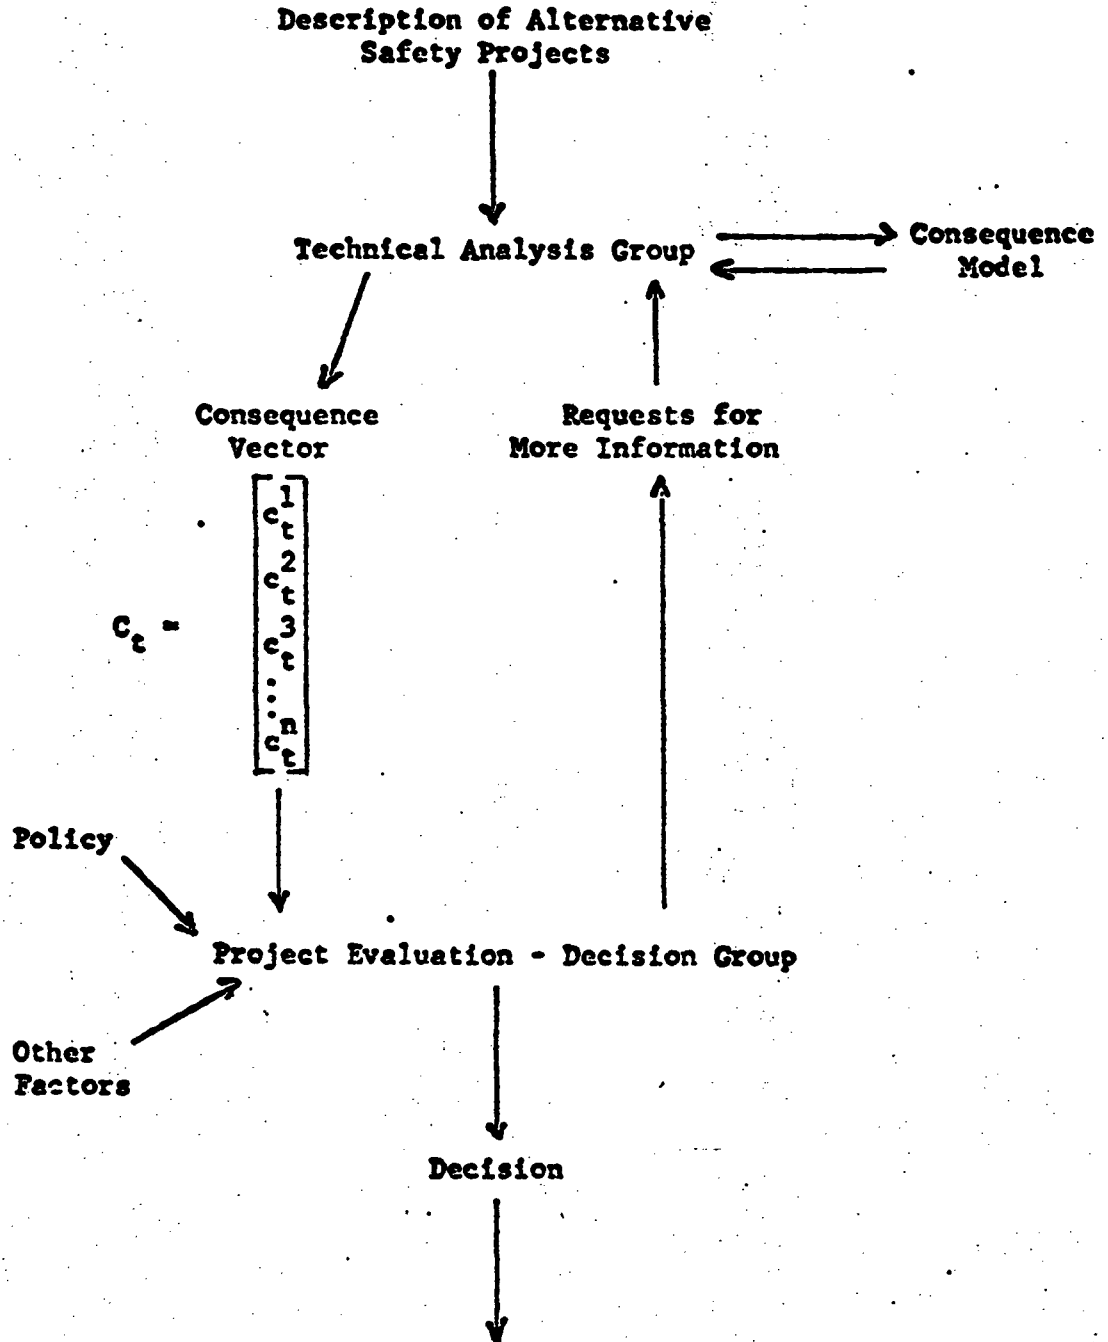 Description of Alternative
Safety Projects
Technical Analysis Group
Consequence
Model
Consequence
Vector
Requests for
More Information
C_t =
c_t^1
c_t^2
c_t^3
⋮
c_t^n
Policy
Project Evaluation - Decision Group
Other
Factors
Decision